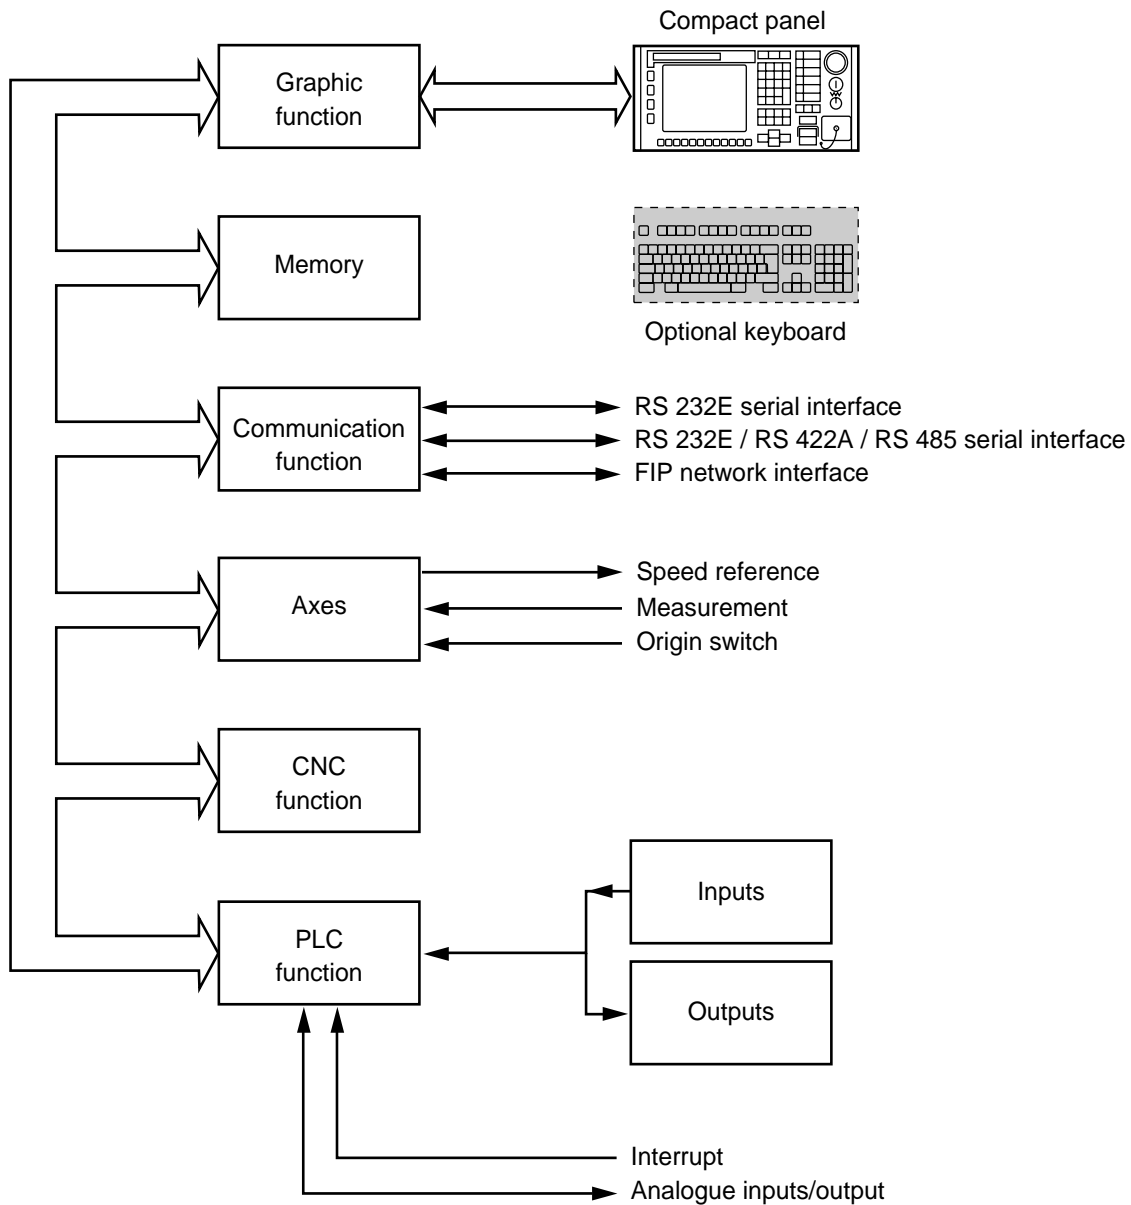 Compact panel
Graphic
function
Memory
Optional keyboard
Communication
function
RS 232E serial interface
RS 232E / RS 422A / RS 485 serial interface
FIP network interface
Axes
Speed reference
Measurement
Origin switch
CNC
function
PLC
function
Inputs
Outputs
Interrupt
Analogue inputs/output